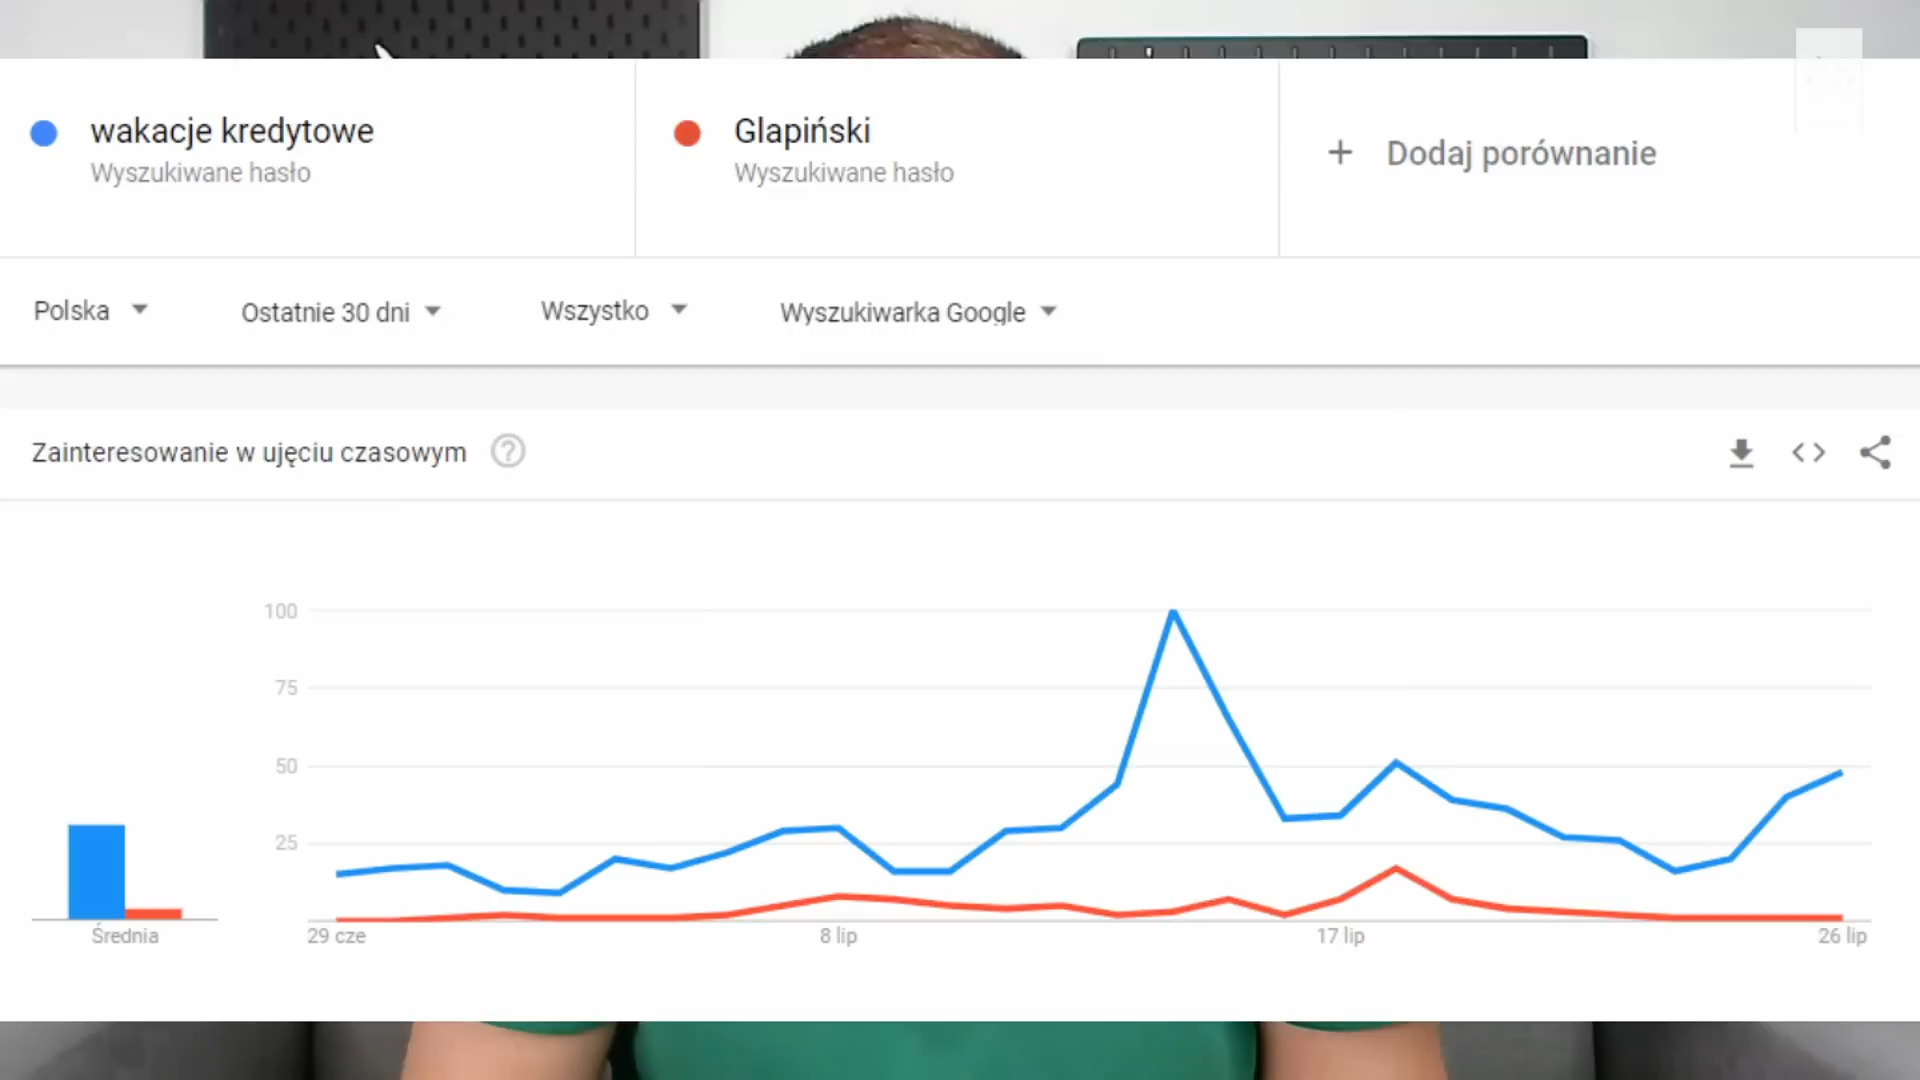 wakacje kredytowe
Wyszukiwane hasło
Glapiński
Wyszukiwane hasło
+ Dodaj porównanie
Polska
Ostatnie 30 dni
Wszystko
Wyszukiwarka Google
Zainteresowanie w ujęciu czasowym
?
100
75
50
25
Średnia
29 cze
8 lip
17 lip
26 lip